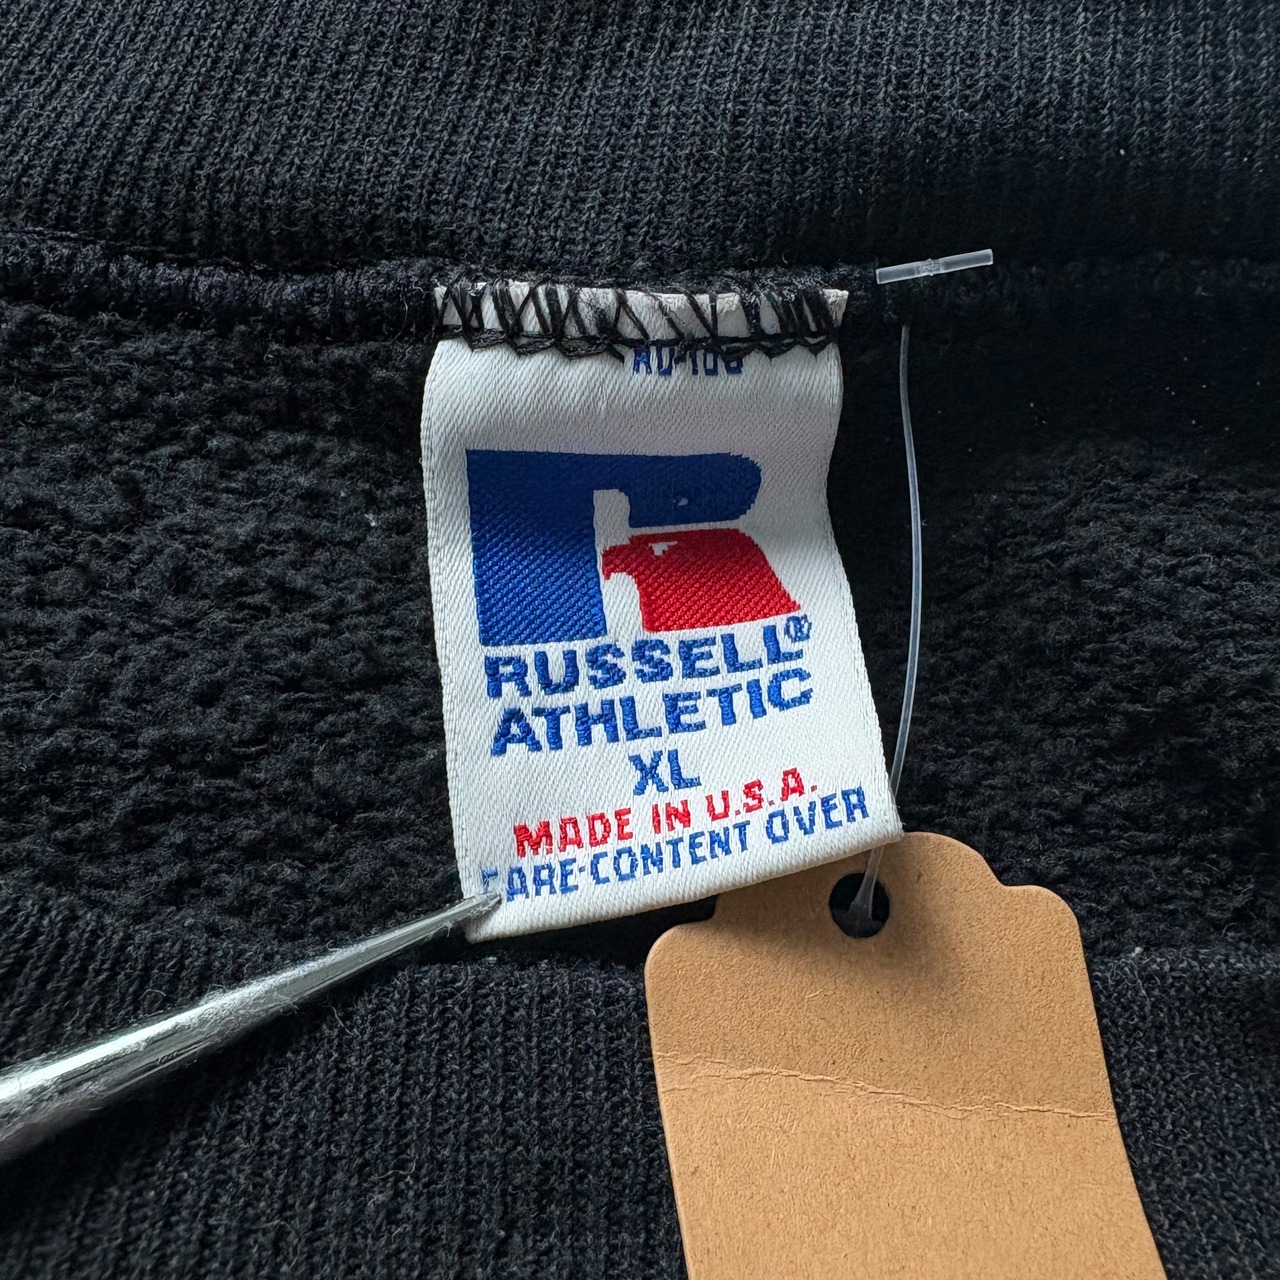 RUSSELL®
ATHLETIC
XL
MADE IN U.S.A.
CARE-CONTENT OVER